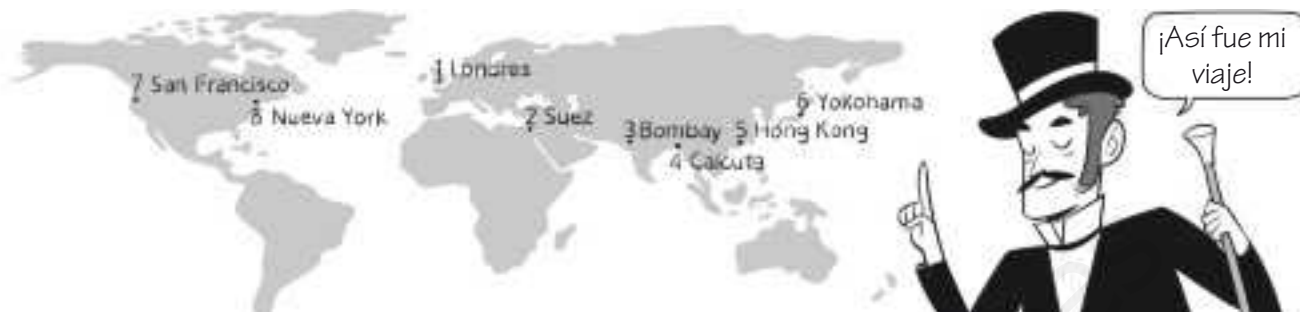 1 Londres
2 Suez
3 Bombay
4 Calcuta
5 Hong Kong
6 Yokohama
7 San Francisco
8 Nueva York
¡Así fue mi
viaje!